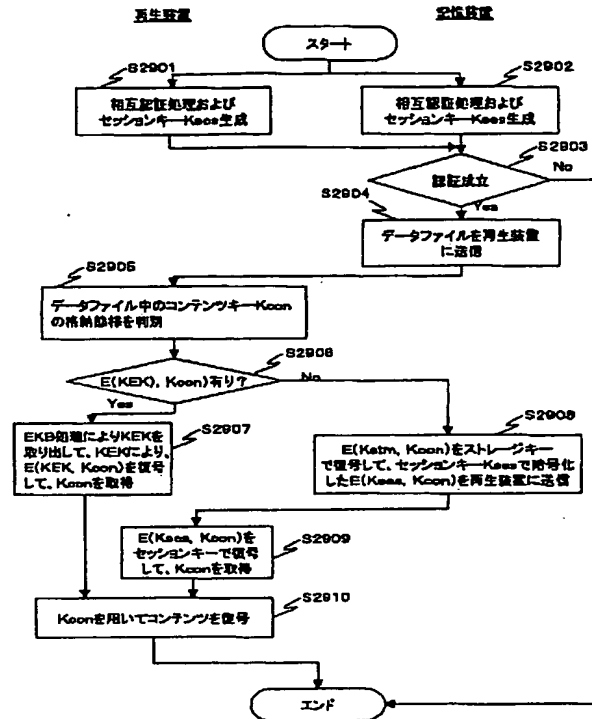 再生装置
記憶装置
スタート
S2901
S2902
相互認証処理および
セッションキーKses生成
相互認証処理および
セッションキーKses生成
S2903
認証成立
No
Yes
S2904
データファイルを再生装置
に送信
S2905
データファイル中のコンテンツキーKcon
の格納態様を判別
S2906
E(KEK), Kcon)有り?
No
Yes
S2907
EKB処理によりKEKを
取り出して、KEKにより、
E(KEK, Kcon)を復号
して、Kconを取得
S2908
E(Kstm, Kcon)をストレージキー
で復号して、セッションキーKsesで暗号化
したE(Kses, Kcon)を再生装置に送信
S2909
E(Kses, Kcon)を
セッションキーで復号
して、Kconを取得
S2910
Kconを用いてコンテンツを復号
エンド